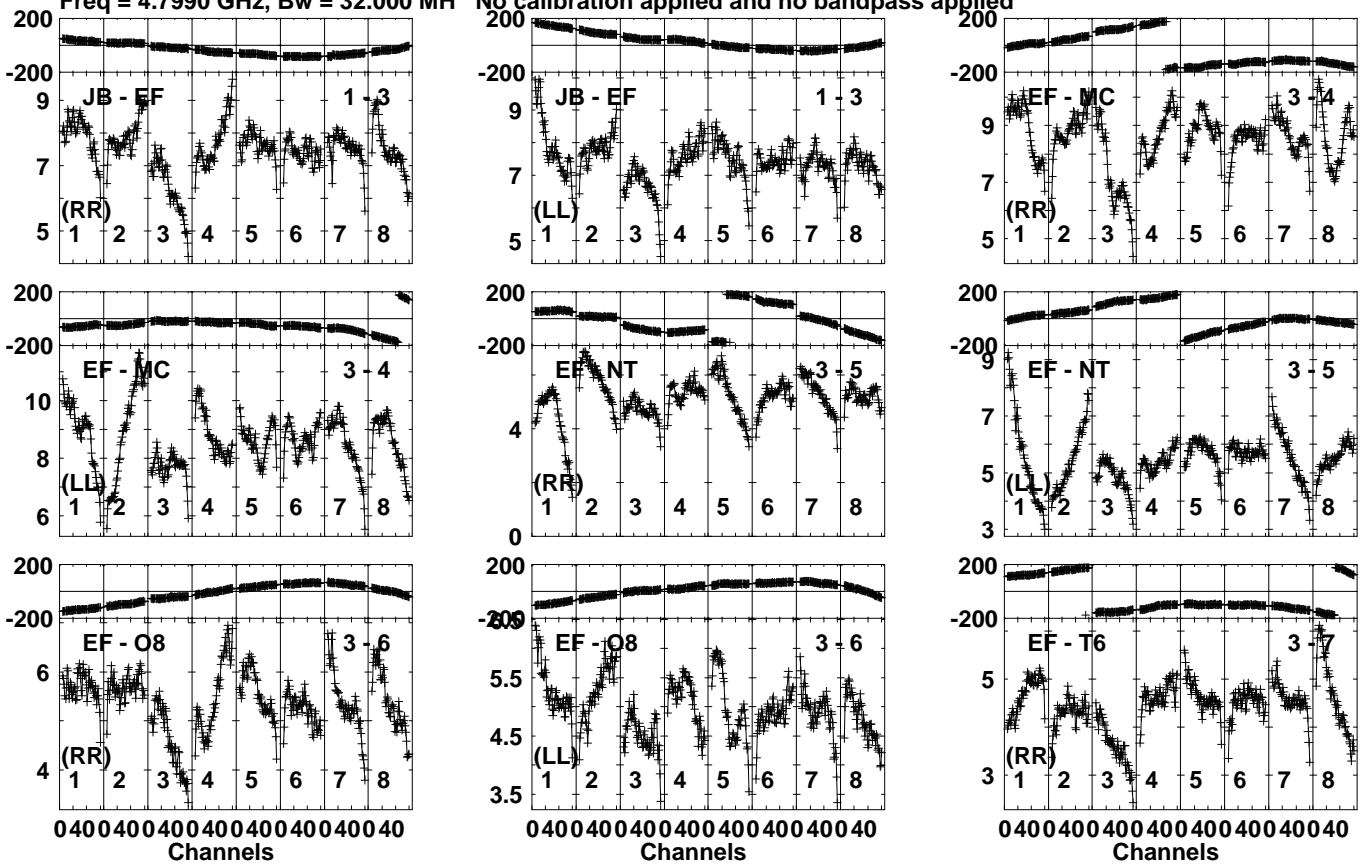 Freq = 4.7990 GHz, Bw = 32.000 MH No calibration applied and no bandpass applied
200
-200
JB - EF 1 - 3
9
7
5
(RR)
1 2 3 4 5 6 7 8
200
-200
JB - EF 1 - 3
9
7
5
(LL)
1 2 3 4 5 6 7 8
200
-200
EF - MC 3 - 4
9
7
5
(RR)
1 2 3 4 5 6 7 8
200
-200
EF - MC 3 - 4
10
8
6
(LL)
1 2 3 4 5 6 7 8
200
-200
EF - NT 3 - 5
4
0
(RR)
1 2 3 4 5 6 7 8
200
-200
9
EF - NT 3 - 5
7
5
3
(LL)
1 2 3 4 5 6 7 8
200
-200
EF - O8 3 - 6
6
4
(RR)
1 2 3 4 5 6 7 8
0 40 0 40 0 40 0 40 0 40 0 40 0 40 0 40
Channels
200
-200
6.5
EF - O8 3 - 6
5.5
4.5
3.5
(LL)
1 2 3 4 5 6 7 8
0 40 0 40 0 40 0 40 0 40 0 40 0 40 0 40
Channels
200
-200
EF - T6 3 - 7
5
3
(RR)
1 2 3 4 5 6 7 8
0 40 0 40 0 40 0 40 0 40 0 40 0 40 0 40
Channels